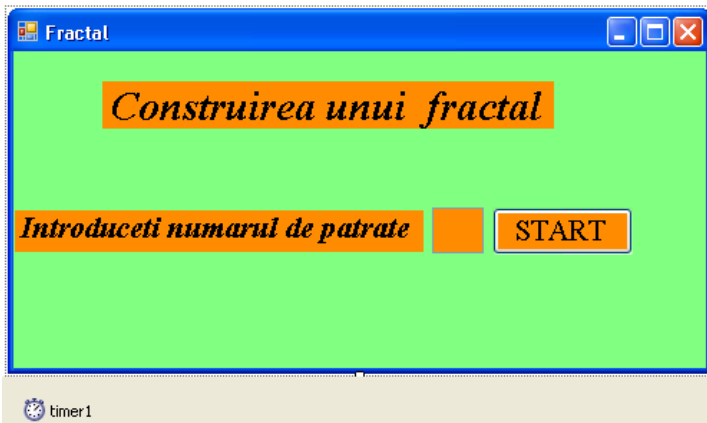 Fractal
Construirea unui fractal
Introduceti numarul de patrate
START
timer1